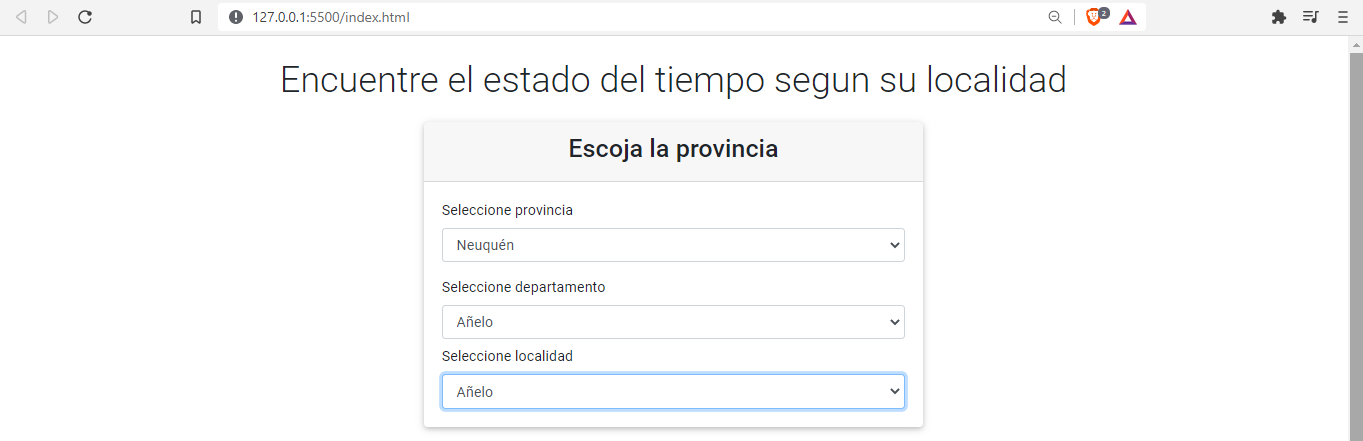 127.0.0.1:5500/index.html
2
Encuentre el estado del tiempo segun su localidad
Escoja la provincia
Seleccione provincia
Neuquén
Seleccione departamento
Añelo
Seleccione localidad
Añelo